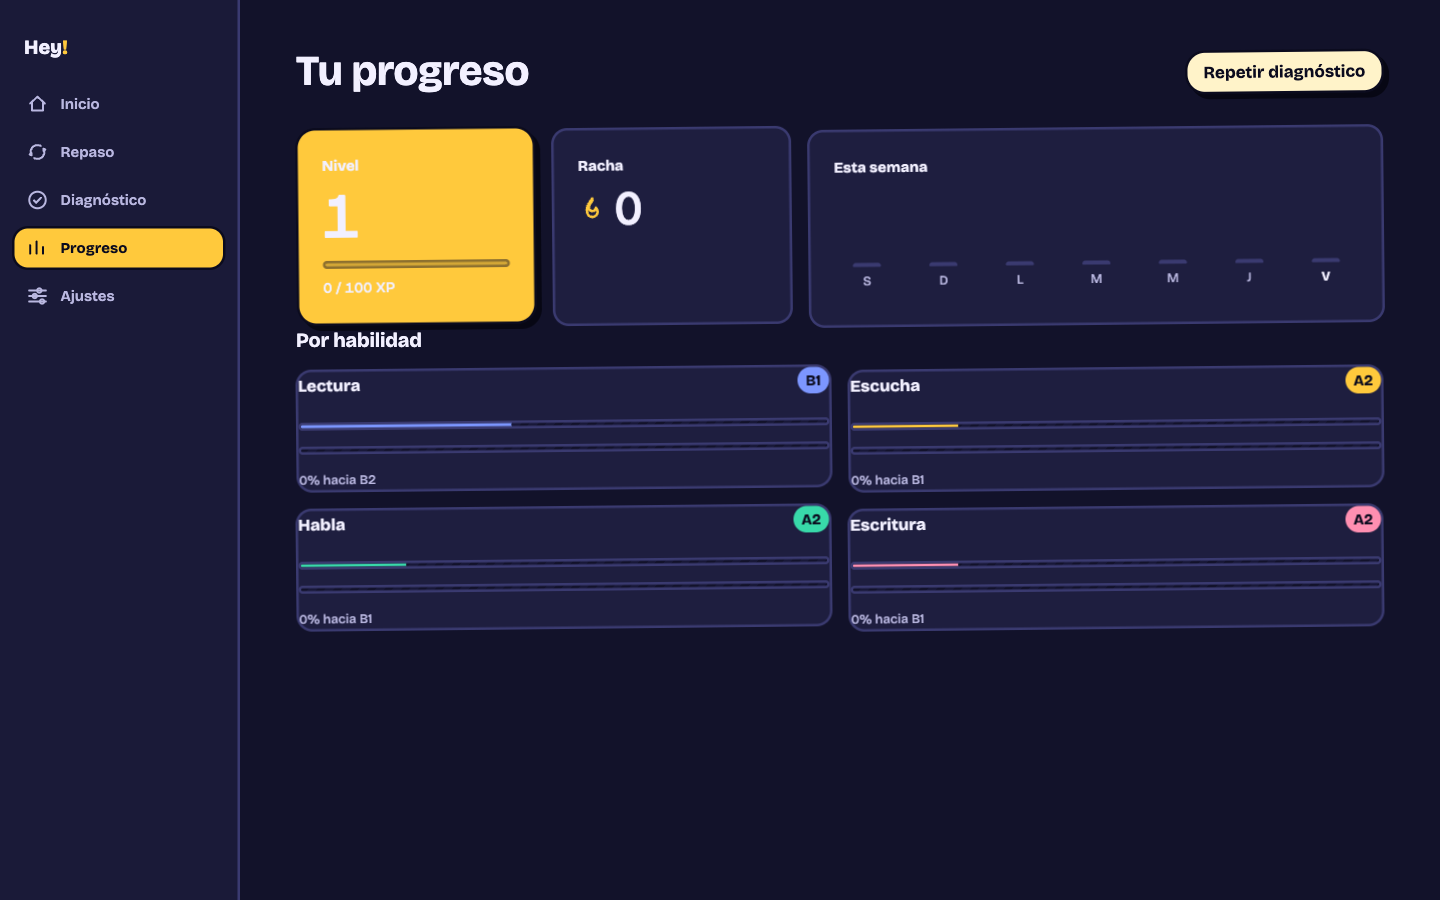 Hey!
Inicio
Repaso
Diagnóstico
Progreso
Ajustes
Tu progreso
Repetir diagnóstico
Nivel
1
0 / 100 XP
Racha
0
Esta semana
S D L M M J V
Por habilidad
Lectura B1
0% hacia B2
Escucha A2
0% hacia B1
Habla A2
0% hacia B1
Escritura A2
0% hacia B1